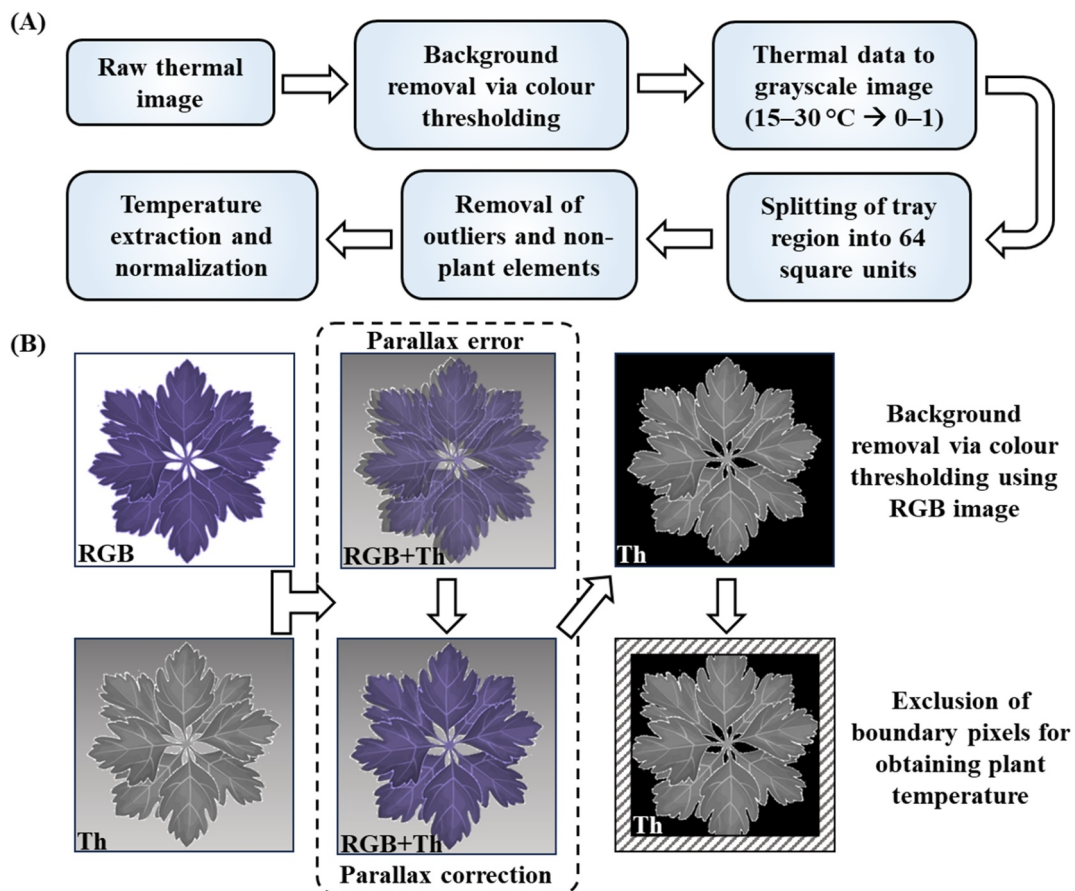 (A)
Raw thermal
image
Background
removal via colour
thresholding
Thermal data to
grayscale image
(15–30 °C → 0–1)
Splitting of tray
region into 64
square units
Removal of
outliers and non-
plant elements
Temperature
extraction and
normalization
(B)
RGB
Parallax error
RGB+Th
Th
Background
removal via colour
thresholding using
RGB image
Th
RGB+Th
Parallax correction
Th
Exclusion of
boundary pixels for
obtaining plant
temperature